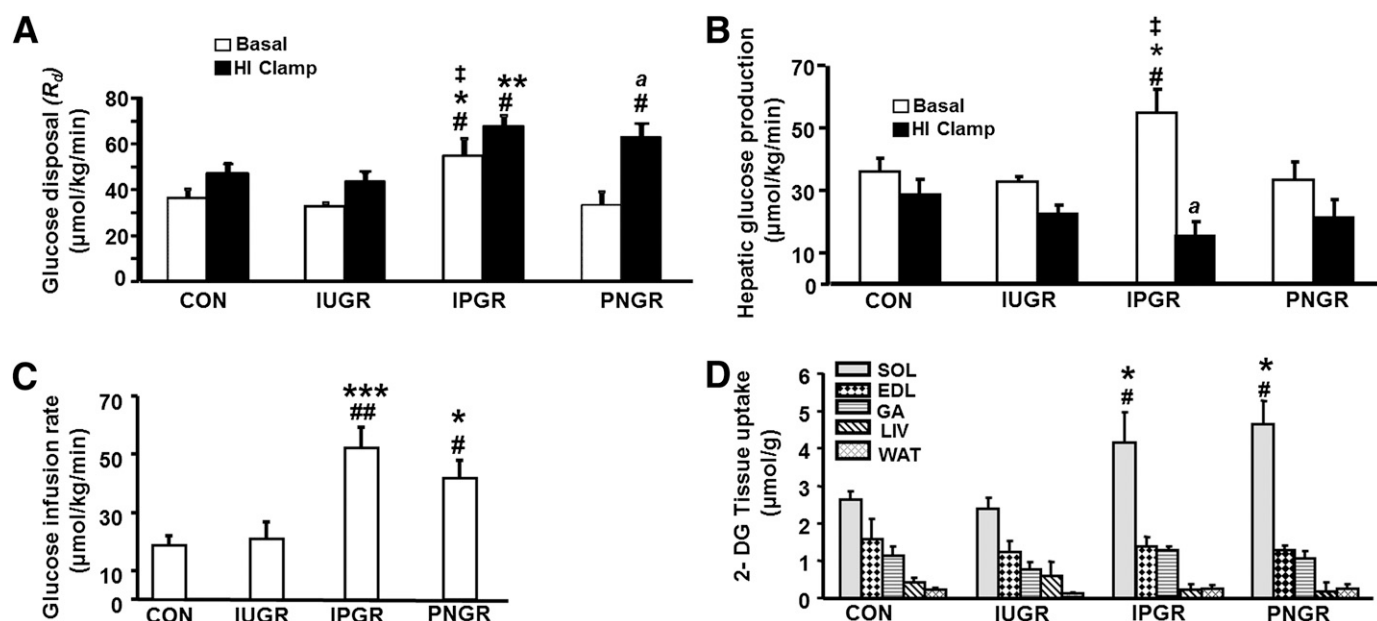 A
Basal
HI Clamp
Glucose disposal (Rd)
(µmol/kg/min)
80
60
40
20
0
‡
*
#
**
#
a
#
CON IUGR IPGR PNGR
B
Basal
HI Clamp
Hepatic glucose production
(µmol/kg/min)
70
50
30
10
0
‡
*
#
a
CON IUGR IPGR PNGR
C
Glucose infusion rate
(µmol/kg/min)
70
50
30
10
0
***
##
*
#
CON IUGR IPGR PNGR
D
SOL
EDL
GA
LIV
WAT
2- DG Tissue uptake
(µmol/g)
6
5
4
3
2
1
0
*
#
*
#
CON IUGR IPGR PNGR